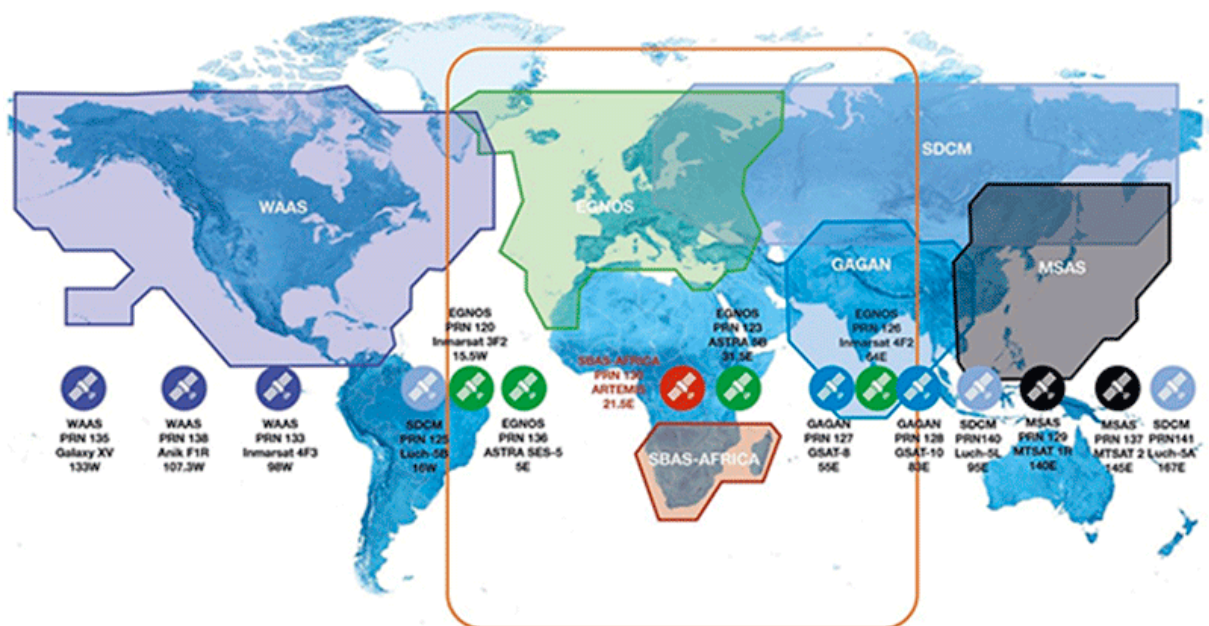 WAAS
EGNOS
SDCM
GAGAN
MSAS
SBAS-AFRICA
EGNOS
PRN 120
Inmarsat 3F2
15.5W
SBAS-AFRICA
PRN 130
ARTEMIS
21.5E
EGNOS
PRN 123
ASTRA 5B
31.5E
EGNOS
PRN 126
Inmarsat 4F2
64E
WAAS
PRN 135
Galaxy XV
133W
WAAS
PRN 138
Anik F1R
107.3W
WAAS
PRN 133
Inmarsat 4F3
98W
SDCM
PRN 125
Luch-5B
16W
EGNOS
PRN 136
ASTRA SES-5
5E
GAGAN
PRN 127
GSAT-8
55E
GAGAN
PRN 128
GSAT-10
83E
SDCM
PRN140
Luch-5L
95E
MSAS
PRN 129
MTSAT 1R
140E
MSAS
PRN 137
MTSAT 2
145E
SDCM
PRN141
Luch-5A
167E